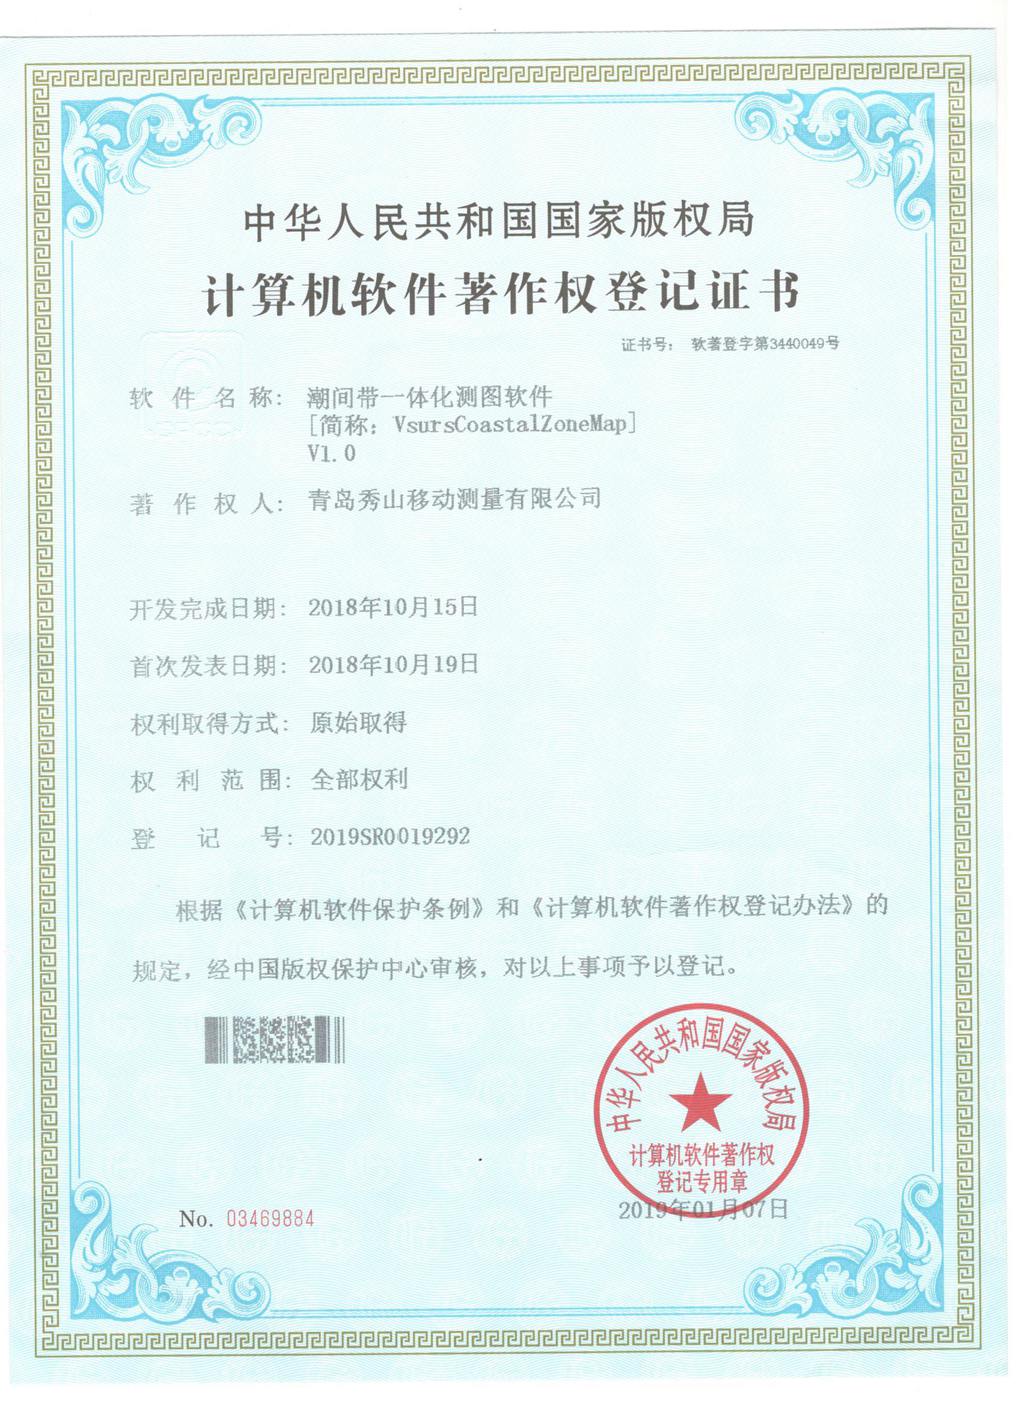 中华人民共和国国家版权局
计算机软件著作权登记证书
证书号： 软著登字第3440049号
软件名称： 潮间带一体化测图软件
[简称：VsursCoastalZoneMap]
V1.0
著作权人： 青岛秀山移动测量有限公司
开发完成日期： 2018年10月15日
首次发表日期： 2018年10月19日
权利取得方式： 原始取得
权利范围： 全部权利
登记号： 2019SR0019292
根据《计算机软件保护条例》和《计算机软件著作权登记办法》的
规定，经中国版权保护中心审核，对以上事项予以登记。
中华人民共和国国家版权局
计算机软件著作权
登记专用章
2019年01月07日
No. 03469884